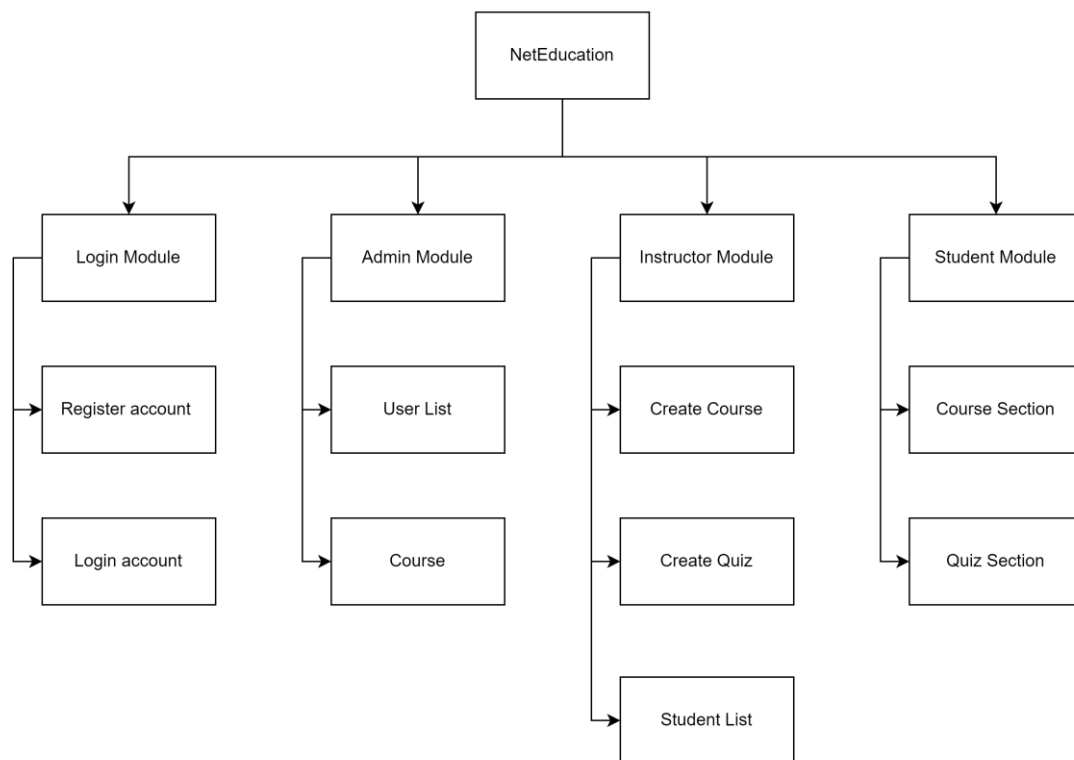 NetEducation
Login Module
Admin Module
Instructor Module
Student Module
Register account
User List
Create Course
Course Section
Login account
Course
Create Quiz
Quiz Section
Student List